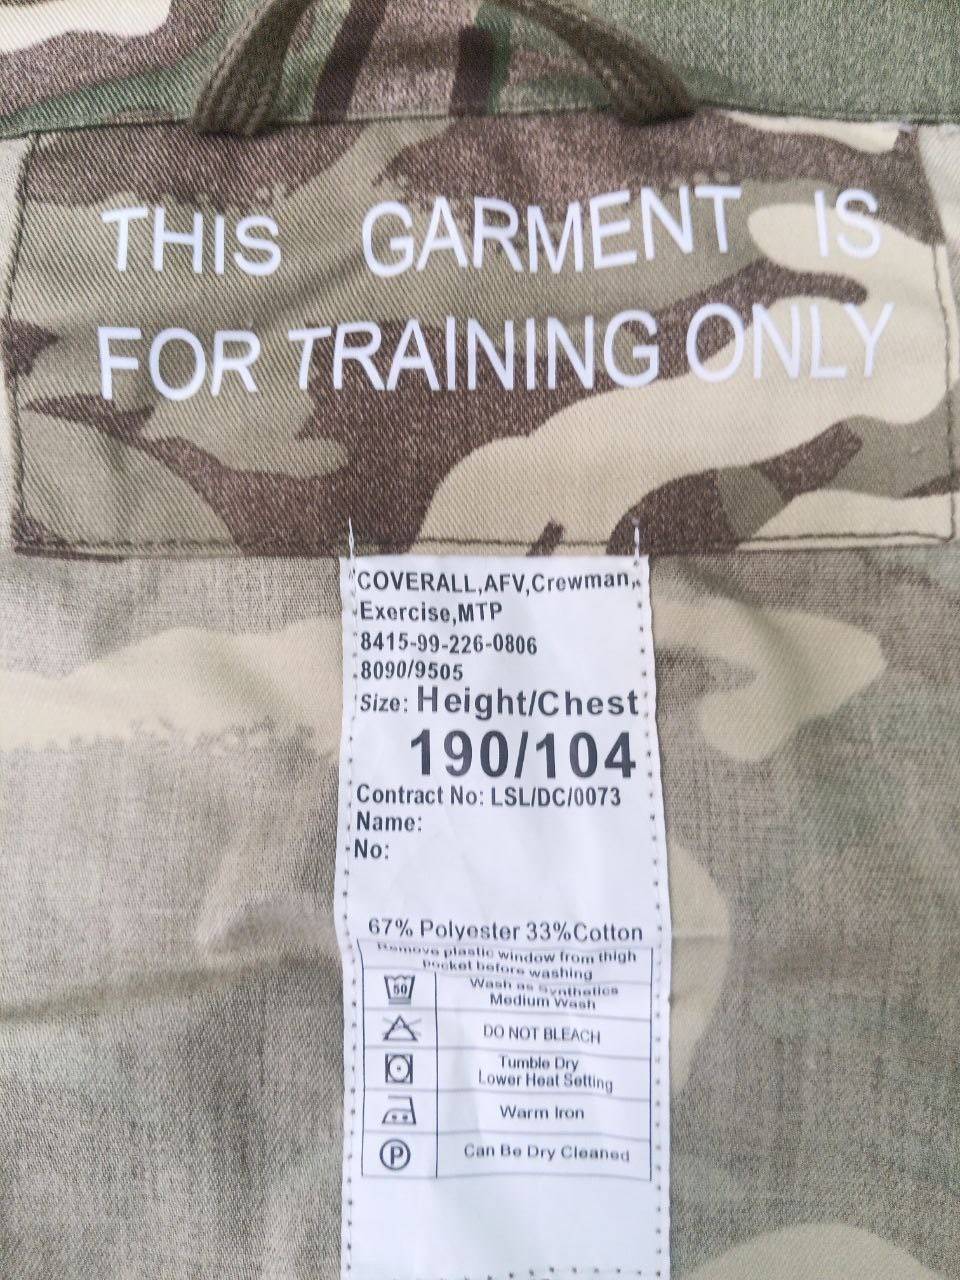 THIS GARMENT IS
FOR TRAINING ONLY
COVERALL,AFV,Crewman,
Exercise,MTP
8415-99-226-0806
8090/9505
Size: Height/Chest
190/104
Contract No: LSL/DC/0073
Name:
No:
67% Polyester 33%Cotton
Remove plastic window from thigh
pocket before washing
50
Wash as Synthetics
Medium Wash
DO NOT BLEACH
Tumble Dry
Lower Heat Setting
Warm Iron
P
Can Be Dry Cleaned